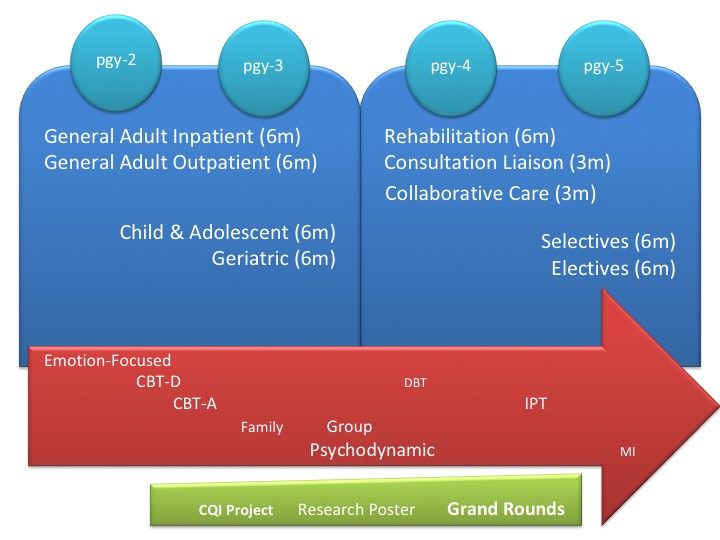 pgy-2
pgy-3
pgy-4
pgy-5
General Adult Inpatient (6m)
General Adult Outpatient (6m)
Child & Adolescent (6m)
Geriatric (6m)
Rehabilitation (6m)
Consultation Liaison (3m)
Collaborative Care (3m)
Selectives (6m)
Electives (6m)
Emotion-Focused
CBT-D
DBT
CBT-A
IPT
Family
Group
Psychodynamic
MI
CQI Project
Research Poster
Grand Rounds